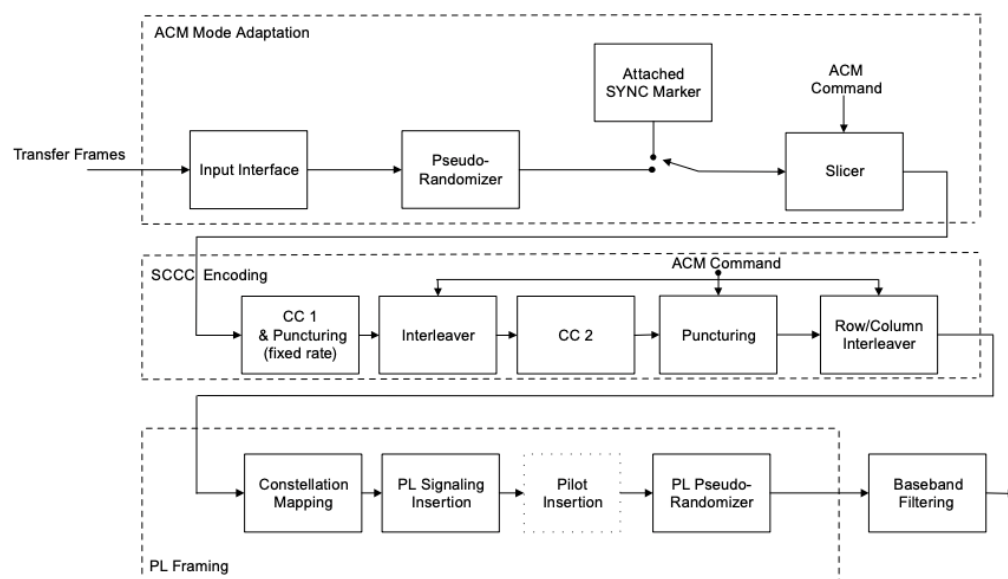 ACM Mode Adaptation
Attached
SYNC Marker
ACM
Command
Transfer Frames
Input Interface
Pseudo-
Randomizer
Slicer
SCCC Encoding
ACM Command
CC 1
& Puncturing
(fixed rate)
Interleaver
CC 2
Puncturing
Row/Column
Interleaver
Constellation
Mapping
PL Signaling
Insertion
Pilot
Insertion
PL Pseudo-
Randomizer
Baseband
Filtering
PL Framing